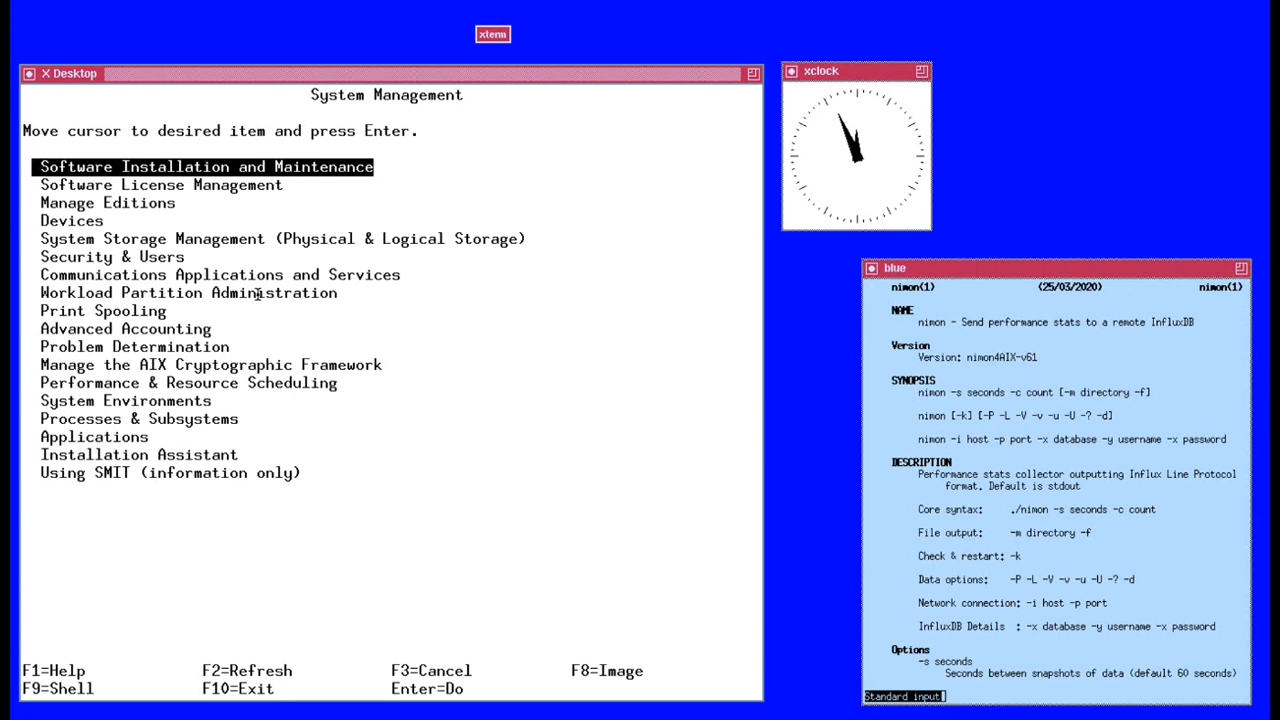 xterm
X Desktop
System Management
Move cursor to desired item and press Enter.
Software Installation and Maintenance
Software License Management
Manage Editions
Devices
System Storage Management (Physical & Logical Storage)
Security & Users
Communications Applications and Services
Workload Partition Administration
Print Spooling
Advanced Accounting
Problem Determination
Manage the AIX Cryptographic Framework
Performance & Resource Scheduling
System Environments
Processes & Subsystems
Applications
Installation Assistant
Using SMIT (information only)
F1=Help F2=Refresh F3=Cancel F8=Image
F9=Shell F10=Exit Enter=Do
xclock
blue
nimon(1) (25/03/2020) nimon(1)
NAME
nimon - Send performance stats to a remote InfluxDB
Version
Version: nimon4AIX-v61
SYNOPSIS
nimon -s seconds -c count [-m directory -f]
nimon [-k] [-P -L -V -v -u -U -? -d]
nimon -i host -p port -x database -y username -x password
DESCRIPTION
Performance stats collector outputting Influx Line Protocol
format. Default is stdout
Core syntax: ./nimon -s seconds -c count
File output: -m directory -f
Check & restart: -k
Data options: -P -L -V -v -u -U -? -d
Network connection: -i host -p port
InfluxDB Details : -x database -y username -x password
Options
-s seconds
Seconds between snapshots of data (default 60 seconds)
Standard input